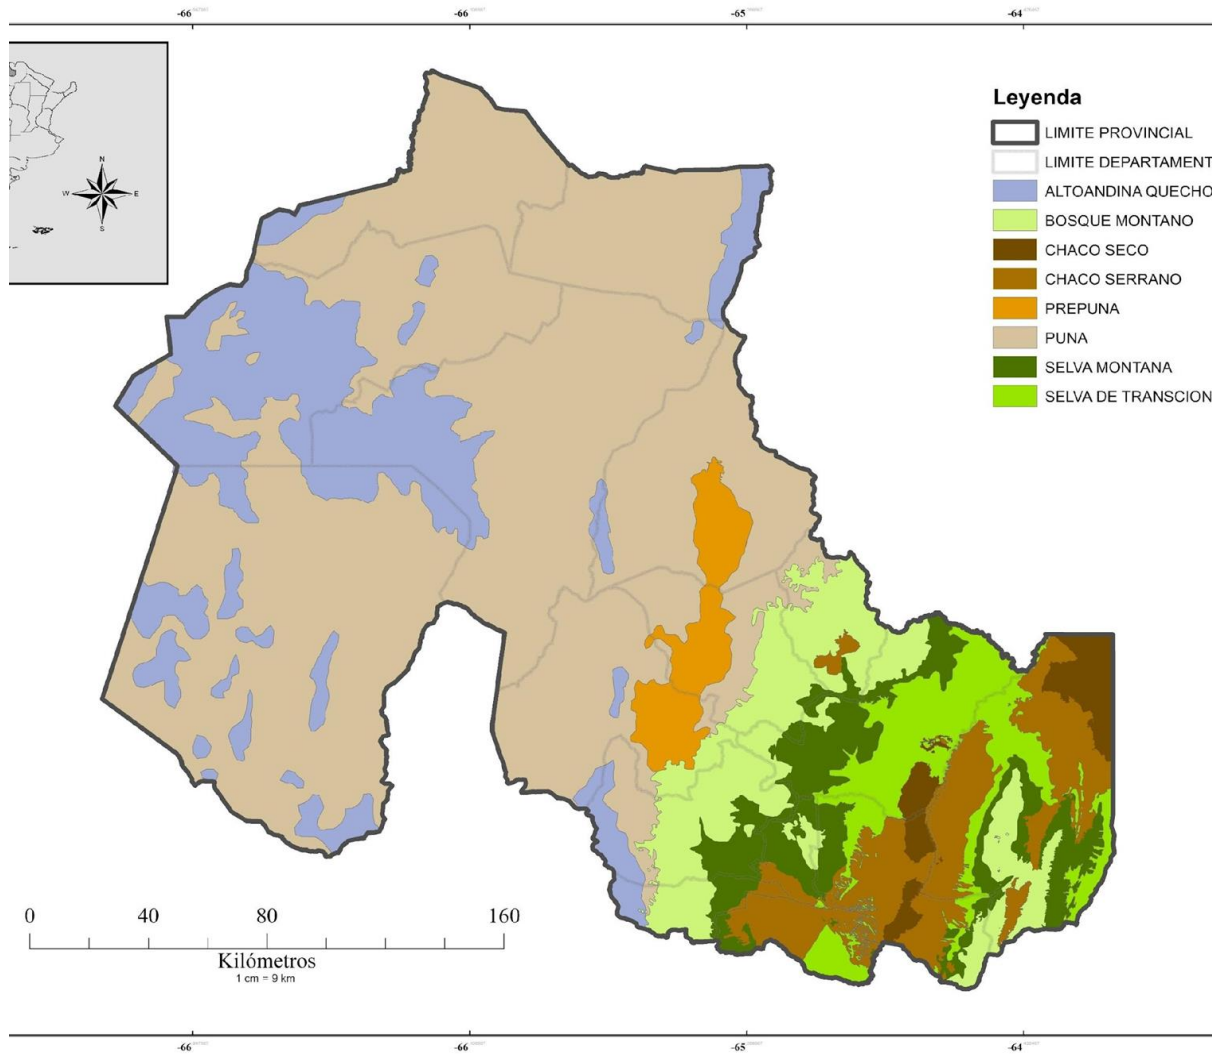 -66 -66 -65 -64
Leyenda
LIMITE PROVINCIAL
LIMITE DEPARTAMENT
ALTOANDINA QUECHO
BOSQUE MONTANO
CHACO SECO
CHACO SERRANO
PREPUNA
PUNA
SELVA MONTANA
SELVA DE TRANSCION
N
W E
S
0 40 80 160
Kilómetros
1 cm = 9 km
-66 -66 -65 -64